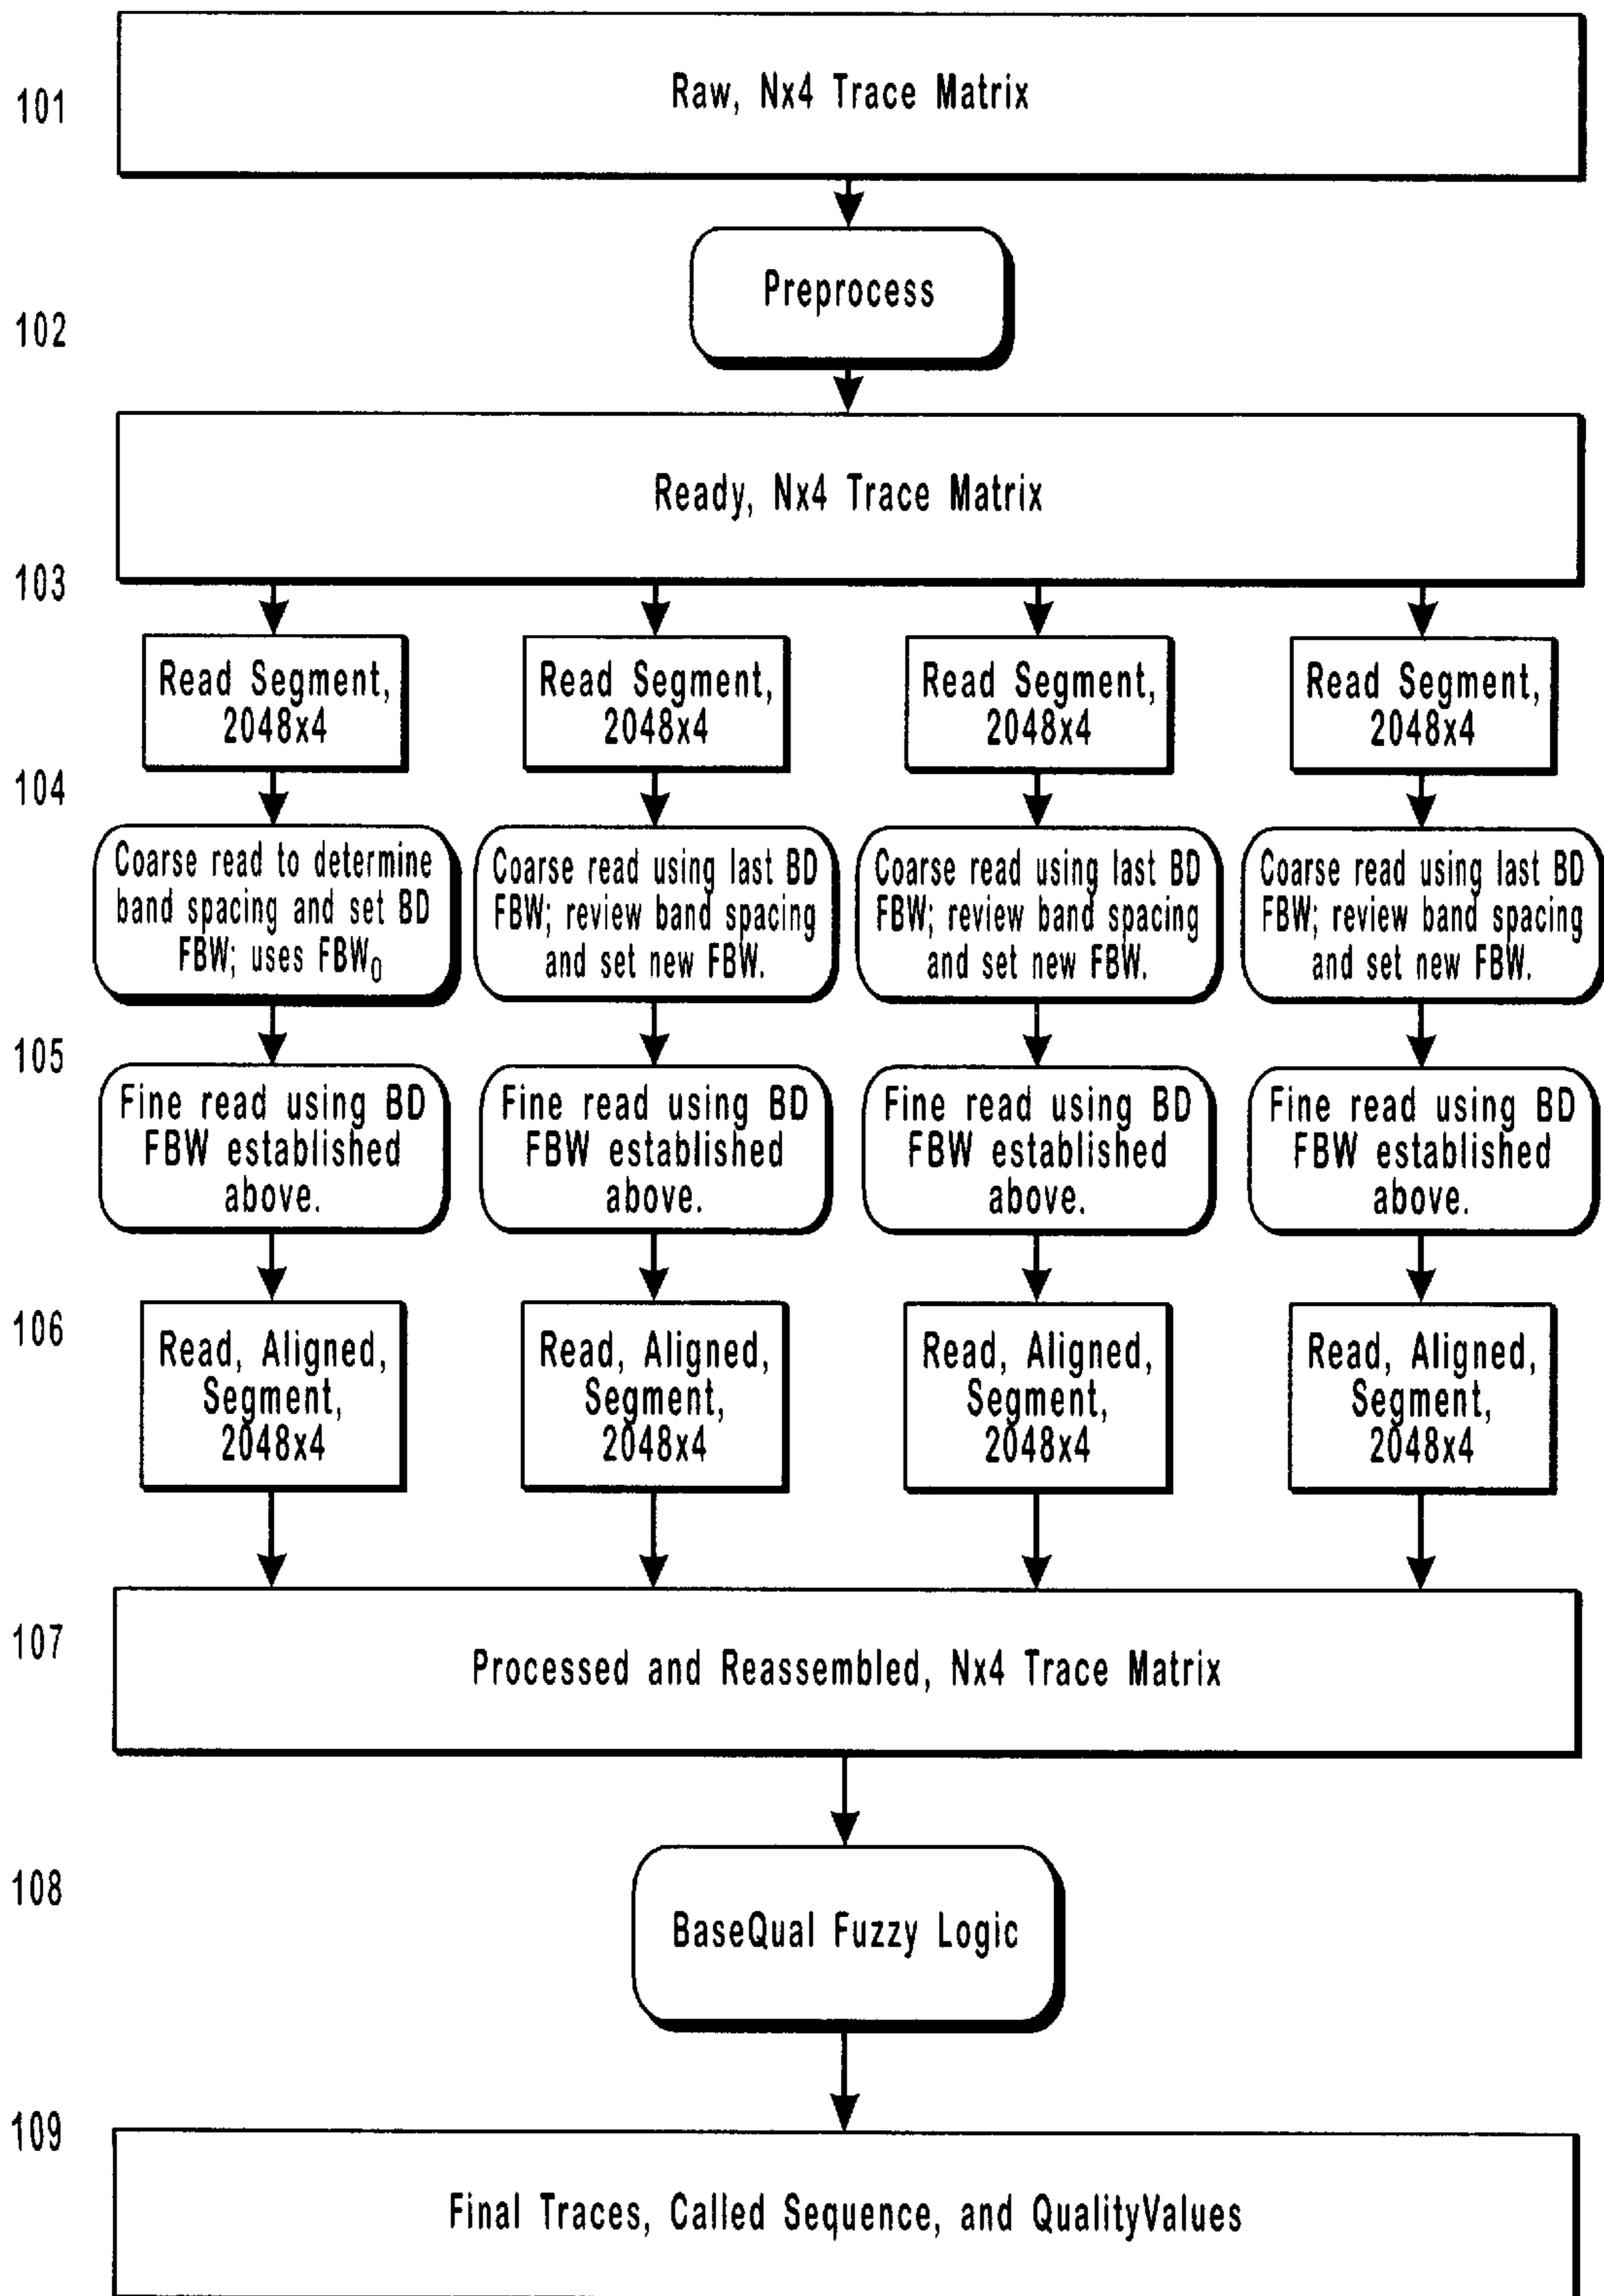 101
Raw, Nx4 Trace Matrix
102
Preprocess
Ready, Nx4 Trace Matrix
103
Read Segment,
2048x4
Read Segment,
2048x4
Read Segment,
2048x4
Read Segment,
2048x4
104
Coarse read to determine
band spacing and set BD
FBW; uses FBW₀
Coarse read using last BD
FBW; review band spacing
and set new FBW.
Coarse read using last BD
FBW; review band spacing
and set new FBW.
Coarse read using last BD
FBW; review band spacing
and set new FBW.
105
Fine read using BD
FBW established
above.
Fine read using BD
FBW established
above.
Fine read using BD
FBW established
above.
Fine read using BD
FBW established
above.
106
Read, Aligned,
Segment,
2048x4
Read, Aligned,
Segment,
2048x4
Read, Aligned,
Segment,
2048x4
Read, Aligned,
Segment,
2048x4
107
Processed and Reassembled, Nx4 Trace Matrix
108
BaseQual Fuzzy Logic
109
Final Traces, Called Sequence, and QualityValues